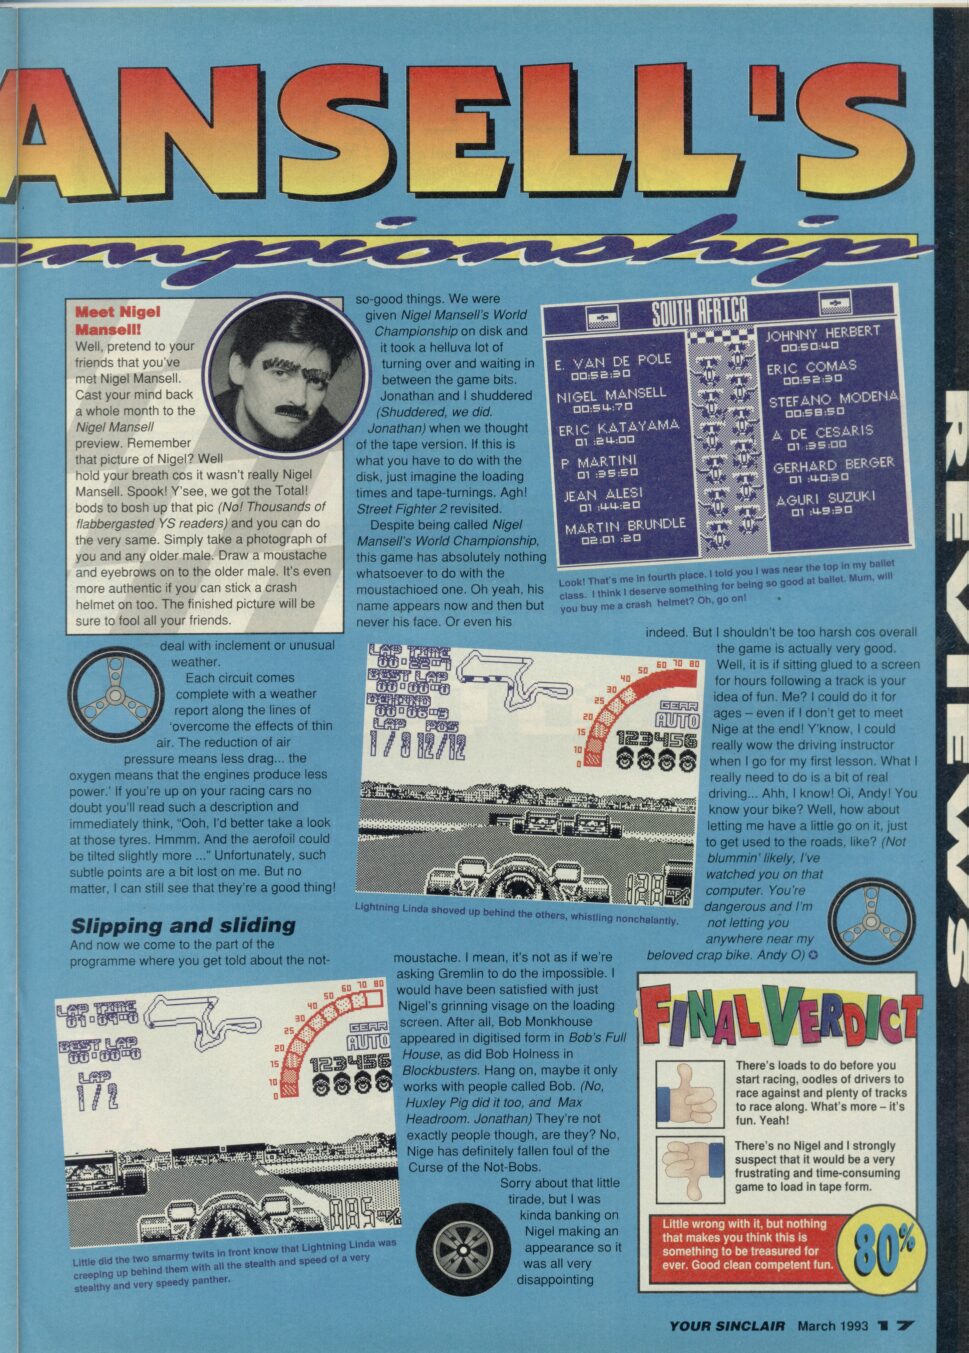 ANSELL'S
ampionship
Meet Nigel
Mansell!
Well, pretend to your
friends that you've
met Nigel Mansell.
Cast your mind back
a whole month to the
Nigel Mansell
preview. Remember
that picture of Nigel? Well
hold your breath cos it wasn't really Nigel
Mansell. Spook! Y'see, we got the Total!
bods to bosh up that pic (No! Thousands of
flabbergasted YS readers) and you can do
the very same. Simply take a photograph of
you and any older male. Draw a moustache
and eyebrows on to the older male. It's even
more authentic if you can stick a crash
helmet on too. The finished picture will be
sure to fool all your friends.
deal with inclement or unusual
weather.
Each circuit comes
complete with a weather
report along the lines of
'overcome the effects of thin
air. The reduction of air
pressure means less drag... the
oxygen means that the engines produce less
power.' If you're up on your racing cars no
doubt you'll read such a description and
immediately think, "Ooh, I'd better take a look
at those tyres. Hmmm. And the aerofoil could
be tilted slightly more ..." Unfortunately, such
subtle points are a bit lost on me. But no
matter, I can still see that they're a good thing!
Slipping and sliding
And now we come to the part of the
programme where you get told about the not-
so-good things. We were
given Nigel Mansell's World
Championship on disk and
it took a helluva lot of
turning over and waiting in
between the game bits.
Jonathan and I shuddered
(Shuddered, we did.
Jonathan) when we thought
of the tape version. If this is
what you have to do with the
disk, just imagine the loading
times and tape-turnings. Agh!
Street Fighter 2 revisited.
Despite being called Nigel
Mansell's World Championship,
this game has absolutely nothing
whatsoever to do with the
moustachioed one. Oh yeah, his
name appears now and then but
never his face. Or even his
moustache. I mean, it's not as if we're
asking Gremlin to do the impossible. I
would have been satisfied with just
Nigel's grinning visage on the loading
screen. After all, Bob Monkhouse
appeared in digitised form in Bob's Full
House, as did Bob Holness in
Blockbusters. Hang on, maybe it only
works with people called Bob. (No,
Huxley Pig did it too, and Max
Headroom. Jonathan) They're not
exactly people though, are they? No,
Nige has definitely fallen foul of the
Curse of the Not-Bobs.
Sorry about that little
tirade, but I was
kinda banking on
Nigel making an
appearance so it
was all very
disappointing
indeed. But I shouldn't be too harsh cos overall
the game is actually very good.
Well, it is if sitting glued to a screen
for hours following a track is your
idea of fun. Me? I could do it for
ages – even if I don't get to meet
Nige at the end! Y'know, I could
really wow the driving instructor
when I go for my first lesson. What I
really need to do is a bit of real
driving... Ahh, I know! Oi, Andy! You
know your bike? Well, how about
letting me have a little go on it, just
to get used to the roads, like? (Not
blummin' likely, I've
watched you on that
computer. You're
dangerous and I'm
not letting you
anywhere near my
beloved crap bike. Andy O)
SOUTH AFRICA
E. VAN DE POLE
00:52:30
NIGEL MANSELL
00:54:70
ERIC KATAYAMA
01:24:00
P MARTINI
01:35:50
JEAN ALESI
01:44:20
MARTIN BRUNDLE
02:01:20
JOHNNY HERBERT
00:50:40
ERIC COMAS
00:52:30
STEFANO MODENA
00:58:50
A DE CESARIS
01:35:00
GERHARD BERGER
01:40:30
AGURI SUZUKI
01:49:30
Look! That's me in fourth place. I told you I was near the top in my ballet
class. I think I deserve something for being so good at ballet. Mum, will
you buy me a crash helmet? Oh, go on!
LAP TIME
BEST LAP
00:00"0
BEHIND
LAP POS
1/8 12/12
0 10 15 20 25 30 40 50 60 70 80
GEAR
AUTO
123456
Lightning Linda shoved up behind the others, whistling nonchalantly.
LAP TIME
BEST LAP
00:00"0
LAP
1/2
0 10 15 20 25 30 40 50 60 70 80
GEAR
AUTO
123456
Little did the two smarmy twits in front know that Lightning Linda was
creeping up behind them with all the stealth and speed of a very
stealthy and very speedy panther.
FINAL VERDICT
There's loads to do before you
start racing, oodles of drivers to
race against and plenty of tracks
to race along. What's more – it's
fun. Yeah!
There's no Nigel and I strongly
suspect that it would be a very
frustrating and time-consuming
game to load in tape form.
Little wrong with it, but nothing
that makes you think this is
something to be treasured for
ever. Good clean competent fun.
80%
REVIEWS
YOUR SINCLAIR March 1993 17